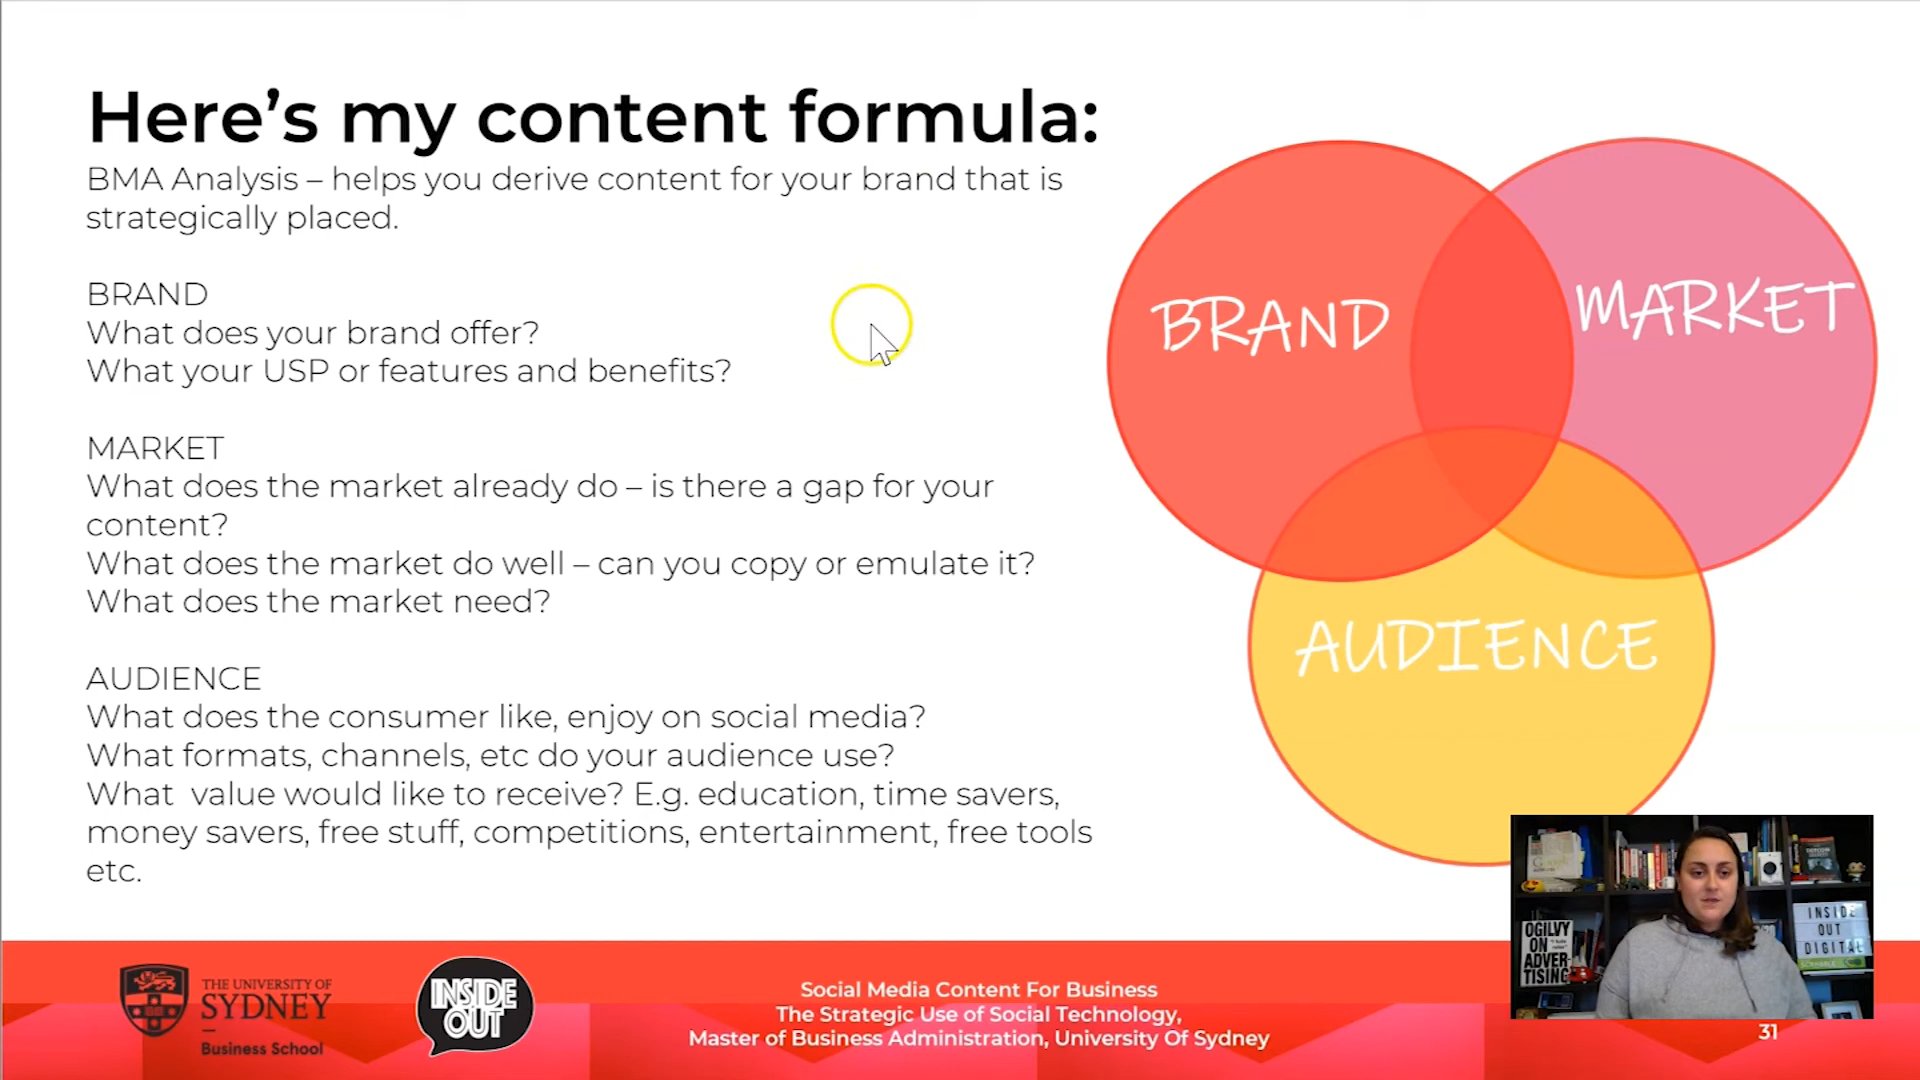 Here's my content formula:
BMA Analysis – helps you derive content for your brand that is
strategically placed.
BRAND
What does your brand offer?
What your USP or features and benefits?
MARKET
What does the market already do – is there a gap for your
content?
What does the market do well – can you copy or emulate it?
What does the market need?
AUDIENCE
What does the consumer like, enjoy on social media?
What formats, channels, etc do your audience use?
What  value would like to receive? E.g. education, time savers,
money savers, free stuff, competitions, entertainment, free tools
etc.
BRAND
MARKET
AUDIENCE
OGILVY
ON
ADVER
TISING
INSIDE
OUT
DIGITAL
THE UNIVERSITY OF
SYDNEY
Business School
INSIDE
OUT
Social Media Content For Business
The Strategic Use of Social Technology,
Master of Business Administration, University Of Sydney
31